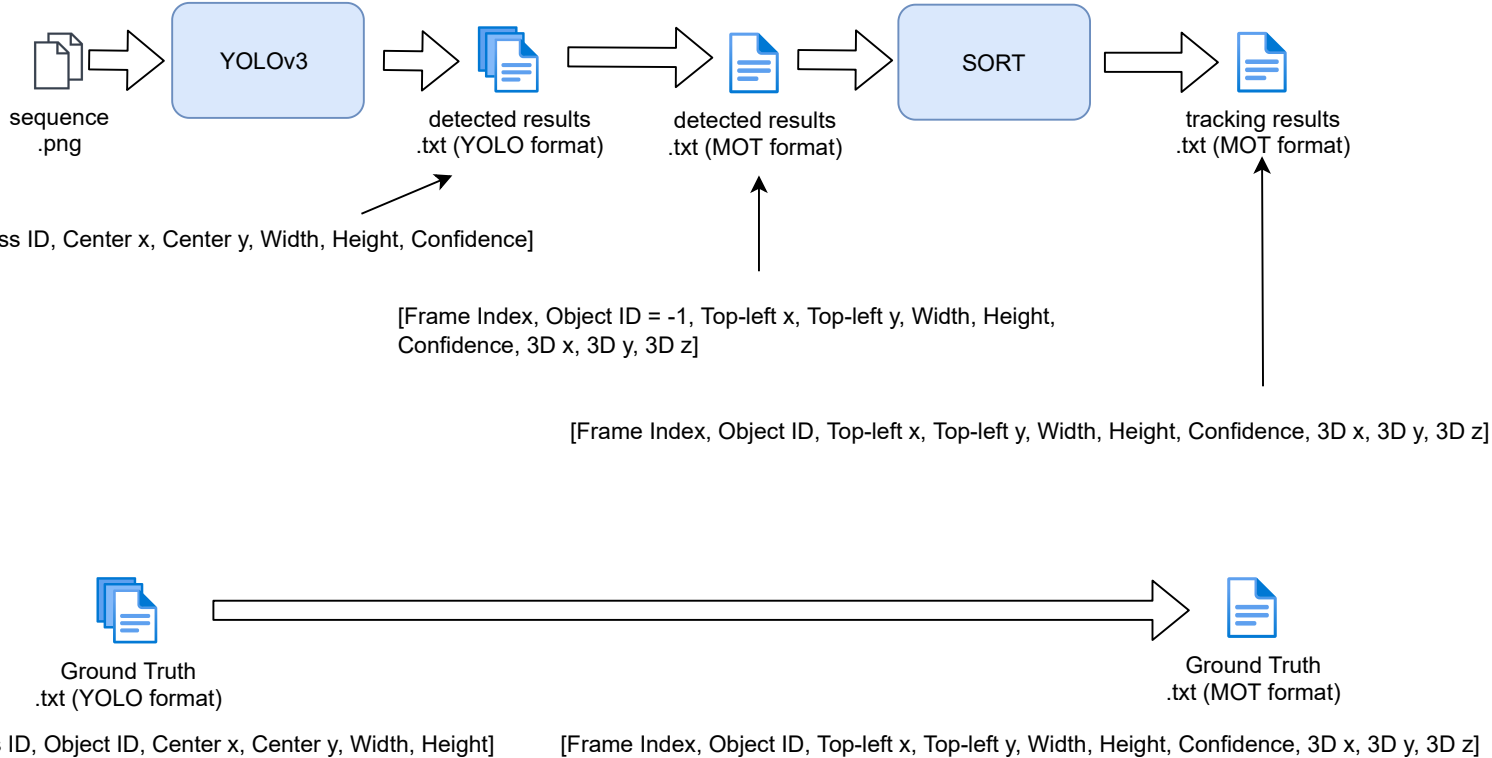 YOLOv3
SORT
sequence
.png
detected results
.txt (YOLO format)
detected results
.txt (MOT format)
tracking results
.txt (MOT format)
ID, Center x, Center y, Width, Height, Confidence]
[Frame Index, Object ID = -1, Top-left x, Top-left y, Width, Height,
Confidence, 3D x, 3D y, 3D z]
[Frame Index, Object ID, Top-left x, Top-left y, Width, Height, Confidence, 3D x, 3D y, 3D z]
Ground Truth
.txt (YOLO format)
Ground Truth
.txt (MOT format)
ID, Object ID, Center x, Center y, Width, Height]
[Frame Index, Object ID, Top-left x, Top-left y, Width, Height, Confidence, 3D x, 3D y, 3D z]